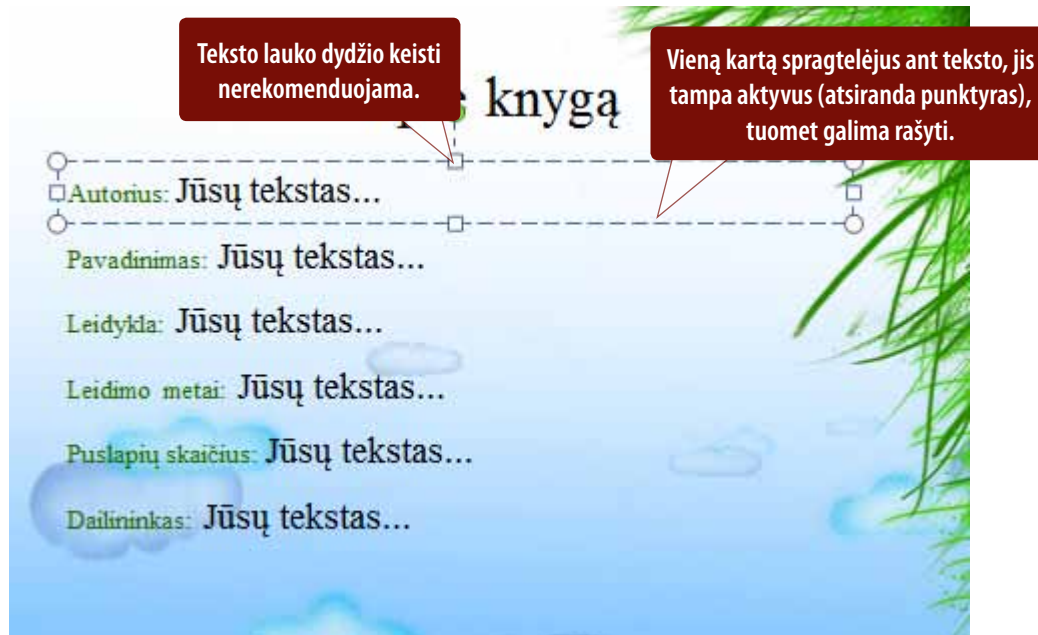 Teksto lauko dydžio keisti
nerekomenduojama.
Vieną kartą spragtelėjus ant teksto, jis
tampa aktyvus (atsiranda punktyras),
tuomet galima rašyti.
knygą
Autorius: Jūsų tekstas...
Pavadinimas: Jūsų tekstas...
Leidykla: Jūsų tekstas...
Leidimo metai: Jūsų tekstas...
Puslapių skaičius: Jūsų tekstas...
Dailininkas: Jūsų tekstas...